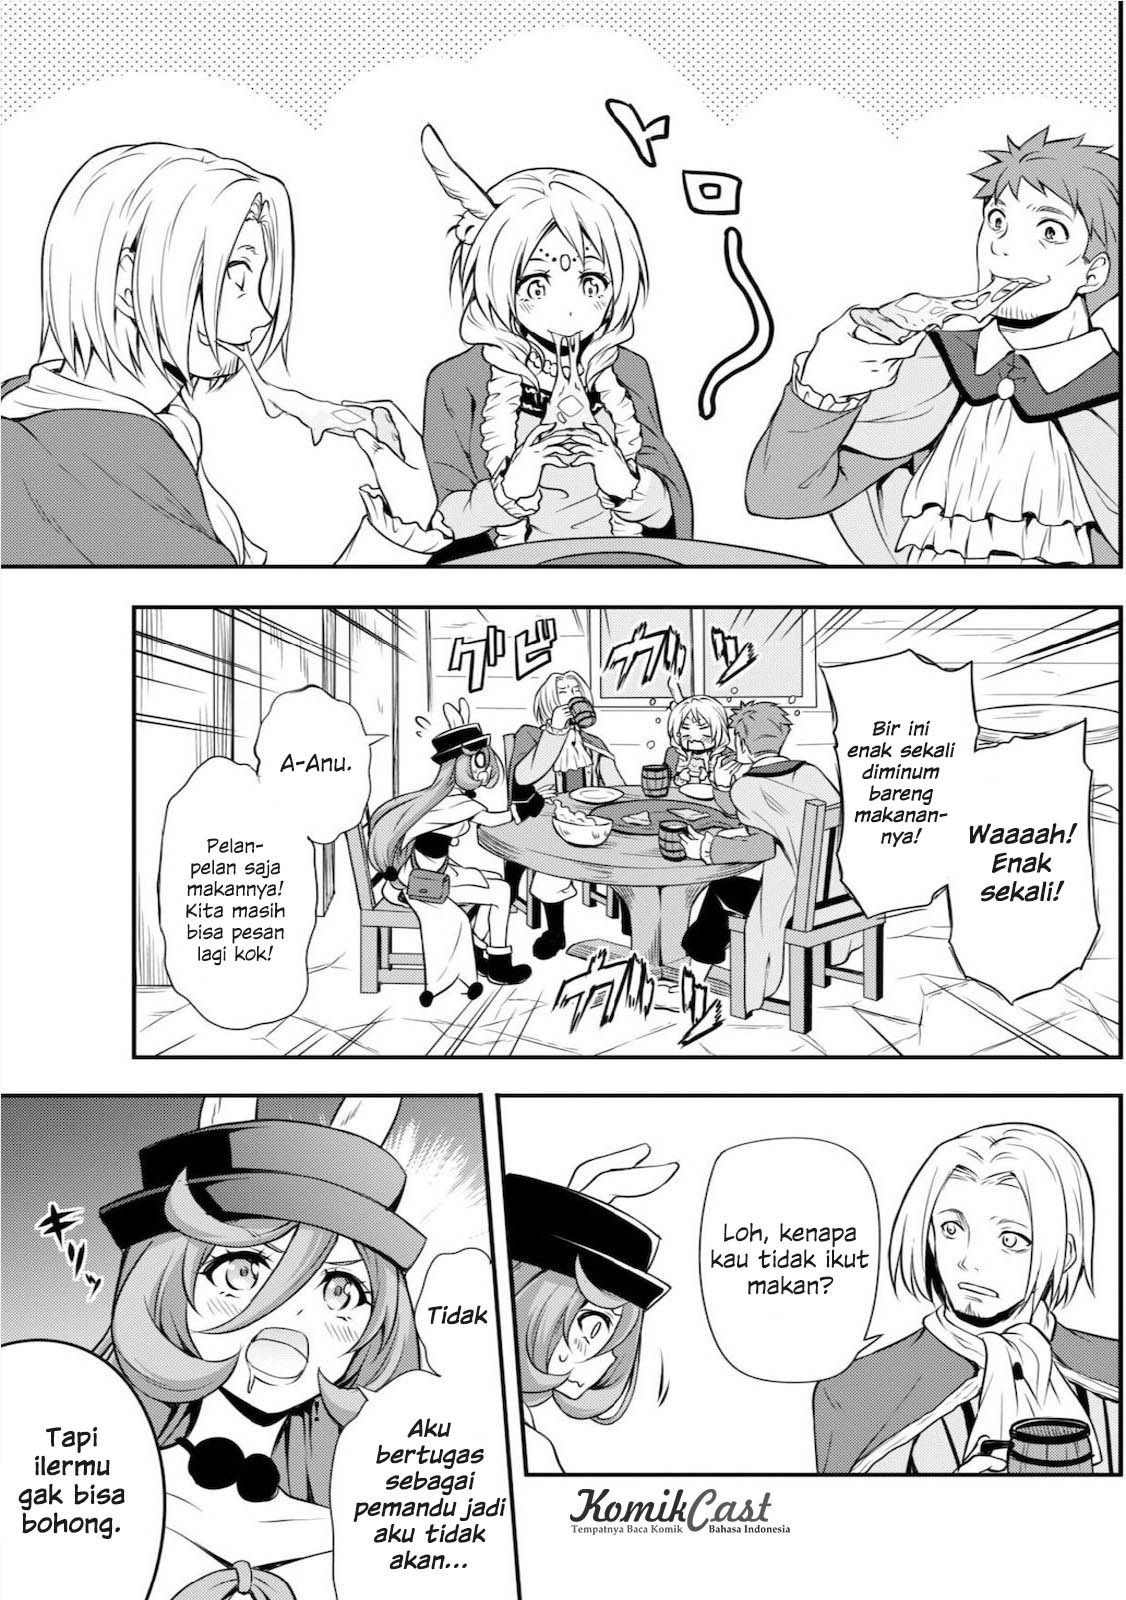 トロ〜
グビ
ガッ
Waaaah!
Enak
sekali!
Bir ini
enak sekali
diminum
bareng
makanan-
nya!
A-Anu.
Pelan-
pelan saja
makannya!
Kita masih
bisa pesan
lagi kok!
ガッ
Loh, kenapa
kau tidak ikut
makan?
Tidak
Aku
bertugas
sebagai
pemandu jadi
aku tidak
akan...
キッ
Tapi
ilermu
gak bisa
bohong.
KomikCast
Tempatnya Baca Komik Bahasa Indonesia